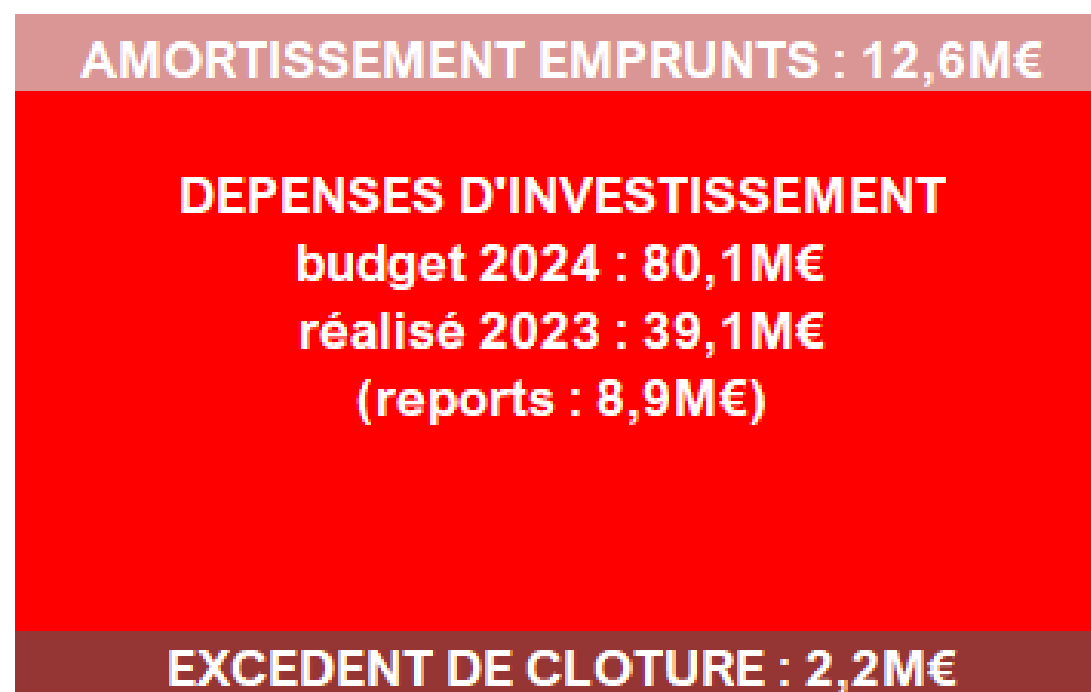 AMORTISSEMENT EMPRUNTS : 12,6M€
DEPENSES D'INVESTISSEMENT
budget 2024 : 80,1M€
réalisé 2023 : 39,1M€
(reports : 8,9M€)
EXCEDENT DE CLOTURE : 2,2M€